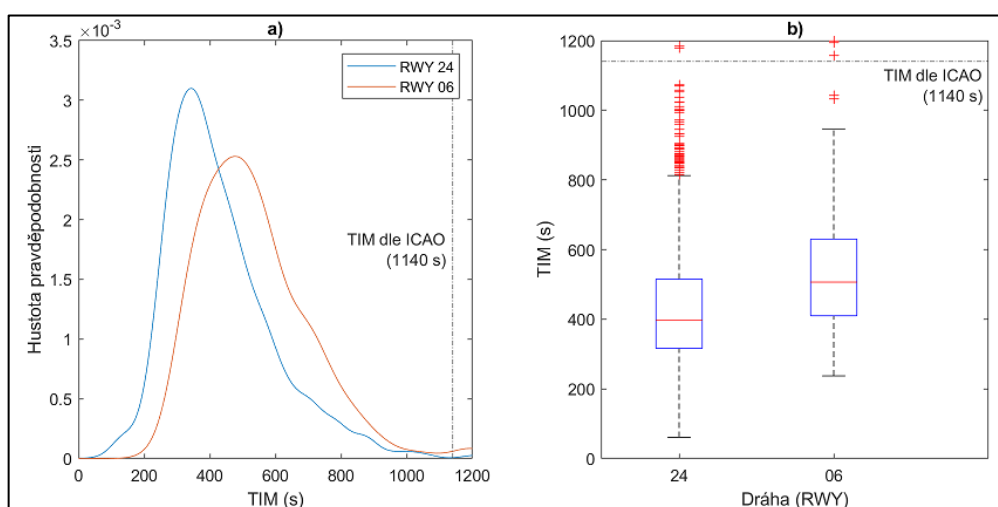 a)
×10⁻³
3.5
3
2.5
2
1.5
1
0.5
0
Hustota pravděpodobnosti
RWY 24
RWY 06
TIM dle ICAO
(1140 s)
0 200 400 600 800 1000 1200
TIM (s)
b)
1200
1000
800
600
400
200
0
TIM (s)
TIM dle ICAO
(1140 s)
24 06
Dráha (RWY)